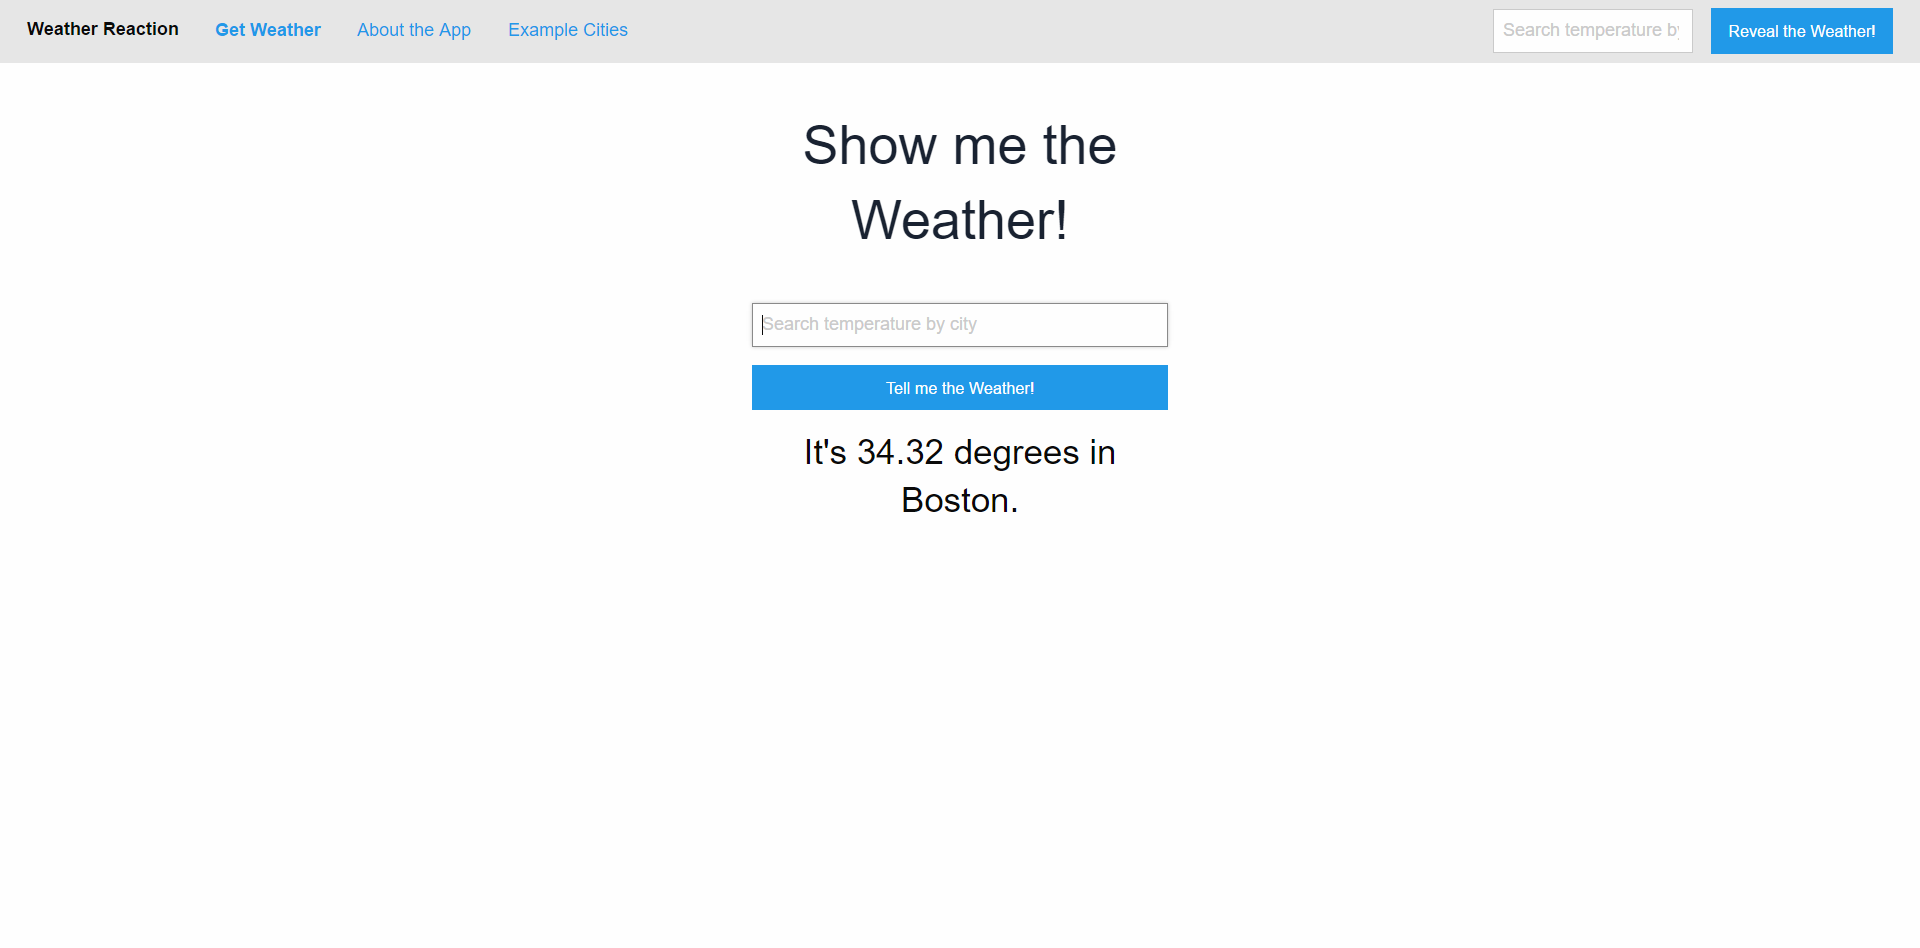 Weather Reaction Get Weather About the App Example Cities Search temperature by Reveal the Weather!
Show me the
Weather!
Search temperature by city
Tell me the Weather!
It's 34.32 degrees in
Boston.